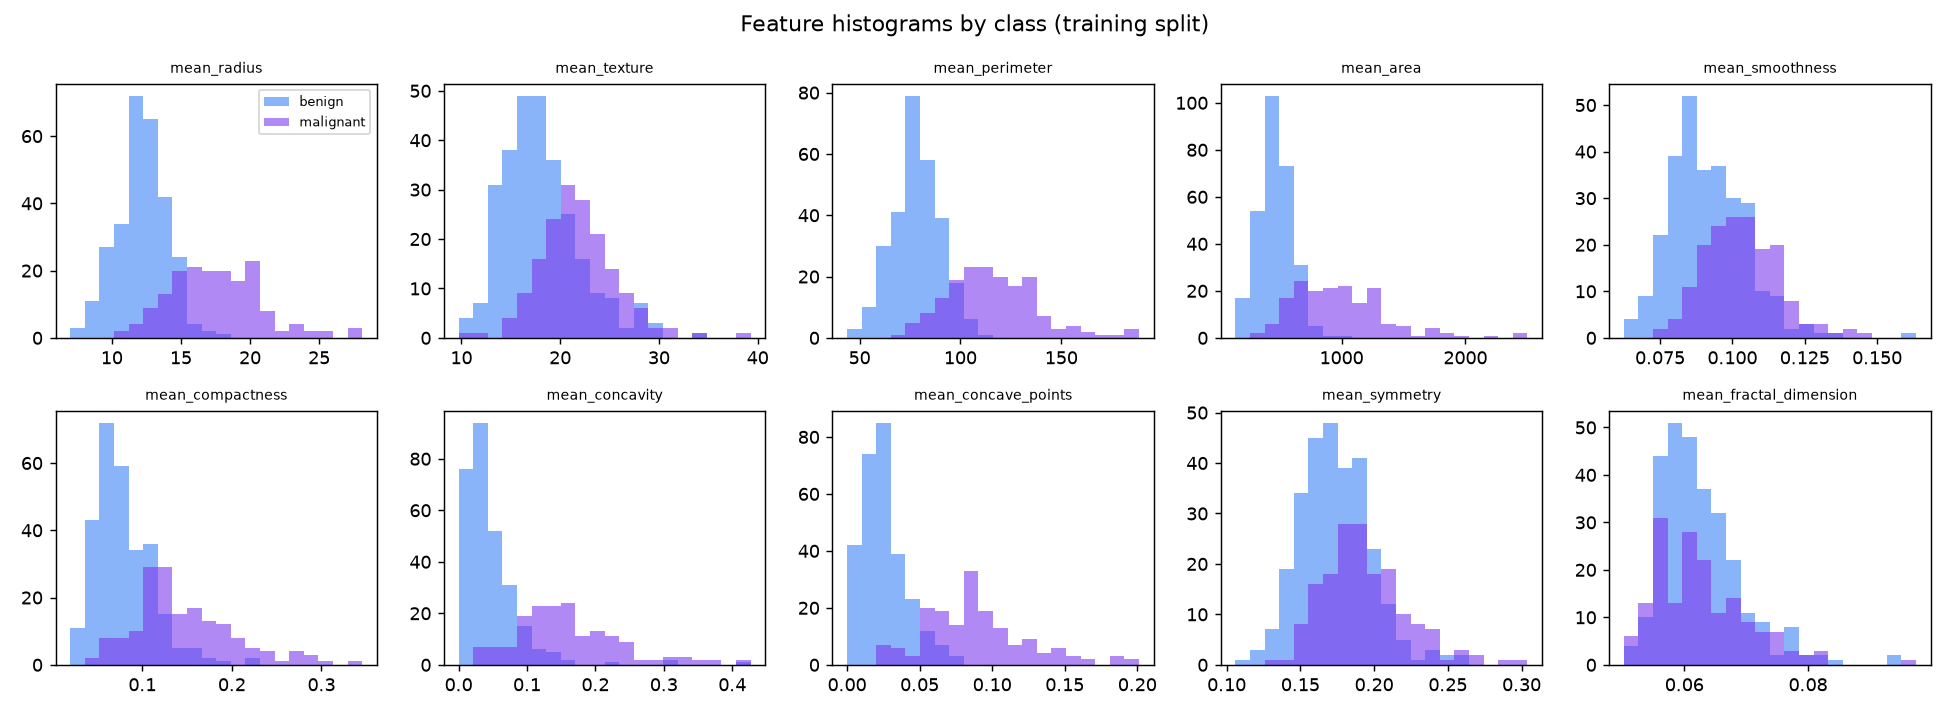 Feature histograms by class (training split)
mean_radius
benign
malignant
60
40
20
0
10 15 20 25
mean_texture
50
40
30
20
10
0
10 20 30 40
mean_perimeter
80
60
40
20
0
50 100 150
mean_area
100
80
60
40
20
0
1000 2000
mean_smoothness
50
40
30
20
10
0
0.075 0.100 0.125 0.150
mean_compactness
60
40
20
0
0.1 0.2 0.3
mean_concavity
80
60
40
20
0
0.0 0.1 0.2 0.3 0.4
mean_concave_points
80
60
40
20
0
0.00 0.05 0.10 0.15 0.20
mean_symmetry
50
40
30
20
10
0
0.10 0.15 0.20 0.25 0.30
mean_fractal_dimension
50
40
30
20
10
0
0.06 0.08